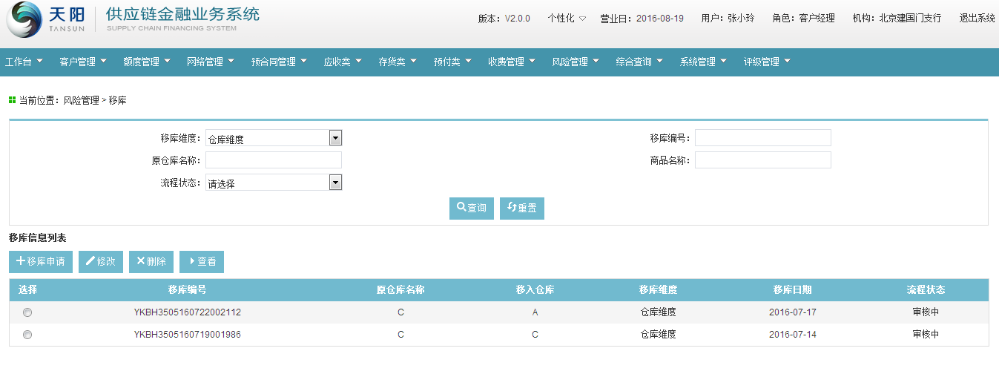 天阳 供应链金融业务系统
TANSUN SUPPLY CHAIN FINANCING SYSTEM
版本：V2.0.0 个性化 营业日：2016-08-19 用户：张小玲 角色：客户经理 机构：北京建国门支行 退出系统
工作台 客户管理 额度管理 网络管理 预合同管理 应收类 存货类 预付类 收费管理 风险管理 综合查询 系统管理 评级管理
当前位置：风险管理 > 移库
移库维度： 仓库维度 移库编号：
原仓库名称： 商品名称：
流程状态： 请选择
查询 重置
移库信息列表
移库申请 修改 删除 查看
选择 移库编号 原仓库名称 移入仓库 移库维度 移库日期 流程状态
YKBH3505160722002112 C A 仓库维度 2016-07-17 审核中
YKBH3505160719001986 C C 仓库维度 2016-07-14 审核中